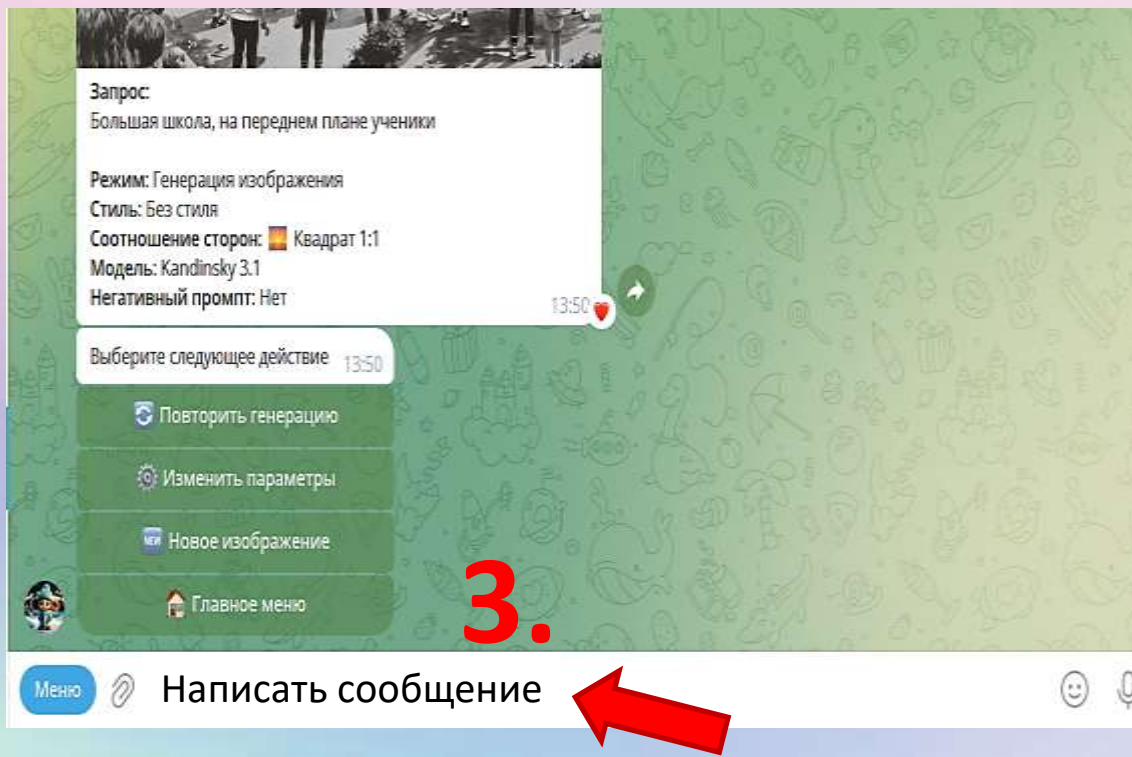 Запрос:
Большая школа, на переднем плане ученики
Режим: Генерация изображения
Стиль: Без стиля
Соотношение сторон: Квадрат 1:1
Модель: Kandinsky 3.1
Негативный промпт: Нет
13:50
Выберите следующее действие 13:50
Повторить генерацию
Изменить параметры
NEW Новое изображение
Главное меню
3.
Меню Написать сообщение